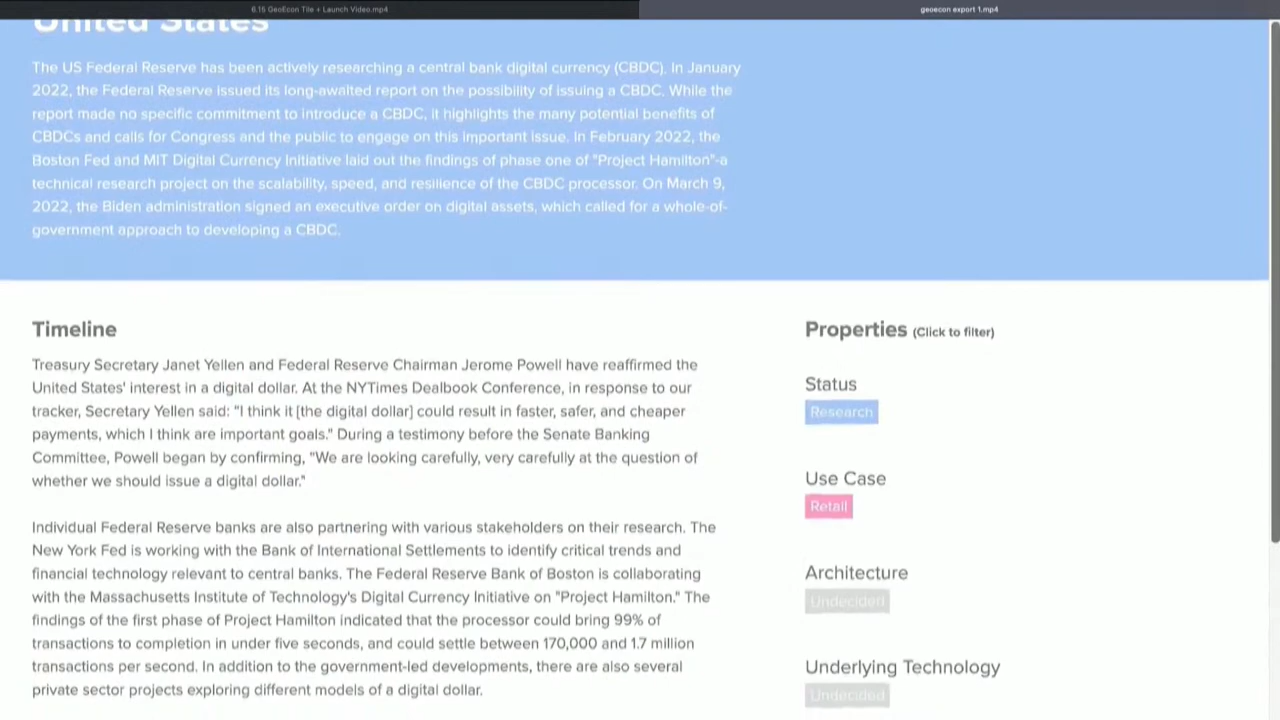 6.15 GeoEcon Tile + Launch Video.mp4
geoecon export 1.mp4
United States
The US Federal Reserve has been actively researching a central bank digital currency (CBDC). In January
2022, the Federal Reserve issued its long-awaited report on the possibility of issuing a CBDC. While the
report made no specific commitment to introduce a CBDC, it highlights the many potential benefits of
CBDCs and calls for Congress and the public to engage on this important issue. In February 2022, the
Boston Fed and MIT Digital Currency Initiative laid out the findings of phase one of "Project Hamilton"-a
technical research project on the scalability, speed, and resilience of the CBDC processor. On March 9,
2022, the Biden administration signed an executive order on digital assets, which called for a whole-of-
government approach to developing a CBDC.
Timeline
Treasury Secretary Janet Yellen and Federal Reserve Chairman Jerome Powell have reaffirmed the
United States' interest in a digital dollar. At the NYTimes Dealbook Conference, in response to our
tracker, Secretary Yellen said: "I think it [the digital dollar] could result in faster, safer, and cheaper
payments, which I think are important goals." During a testimony before the Senate Banking
Committee, Powell began by confirming, "We are looking carefully, very carefully at the question of
whether we should issue a digital dollar."
Individual Federal Reserve banks are also partnering with various stakeholders on their research. The
New York Fed is working with the Bank of International Settlements to identify critical trends and
financial technology relevant to central banks. The Federal Reserve Bank of Boston is collaborating
with the Massachusetts Institute of Technology's Digital Currency Initiative on "Project Hamilton." The
findings of the first phase of Project Hamilton indicated that the processor could bring 99% of
transactions to completion in under five seconds, and could settle between 170,000 and 1.7 million
transactions per second. In addition to the government-led developments, there are also several
private sector projects exploring different models of a digital dollar.
Properties (Click to filter)
Status
Research
Use Case
Retail
Architecture
Undecided
Underlying Technology
Undecided